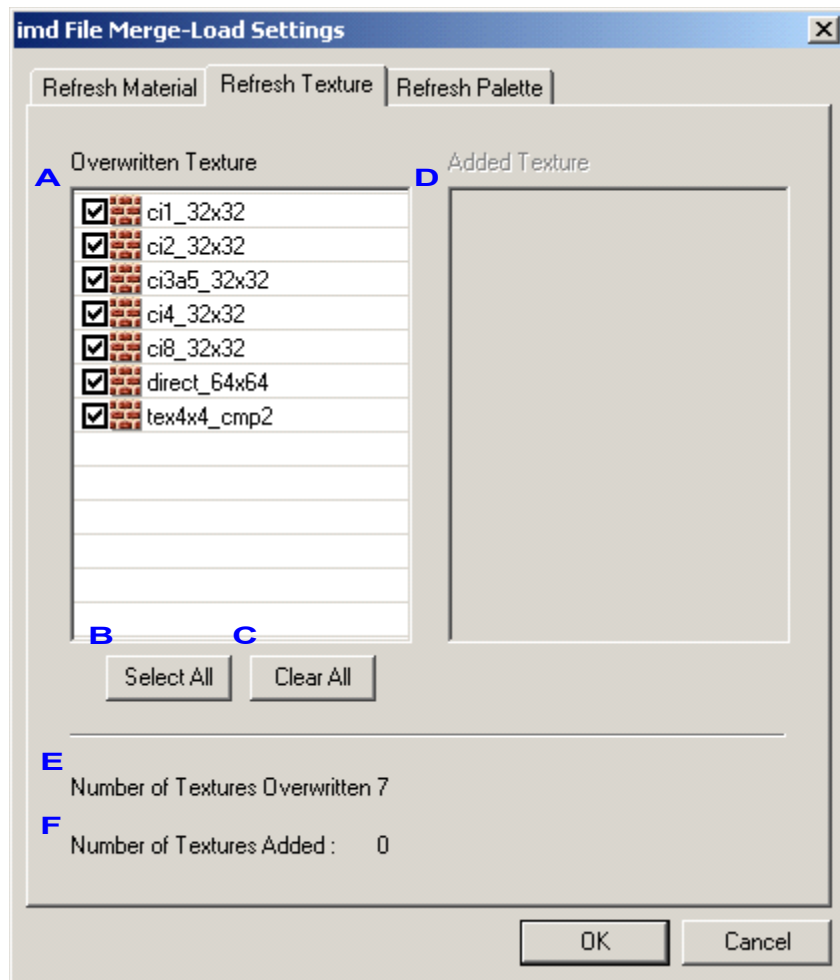 imd File Merge-Load Settings
Refresh Material Refresh Texture Refresh Palette
A Overwritten Texture
D Added Texture
ci1_32x32
ci2_32x32
ci3a5_32x32
ci4_32x32
ci8_32x32
direct_64x64
tex4x4_cmp2
B C
Select All Clear All
E
Number of Textures Overwritten 7
F
Number of Textures Added : 0
OK Cancel